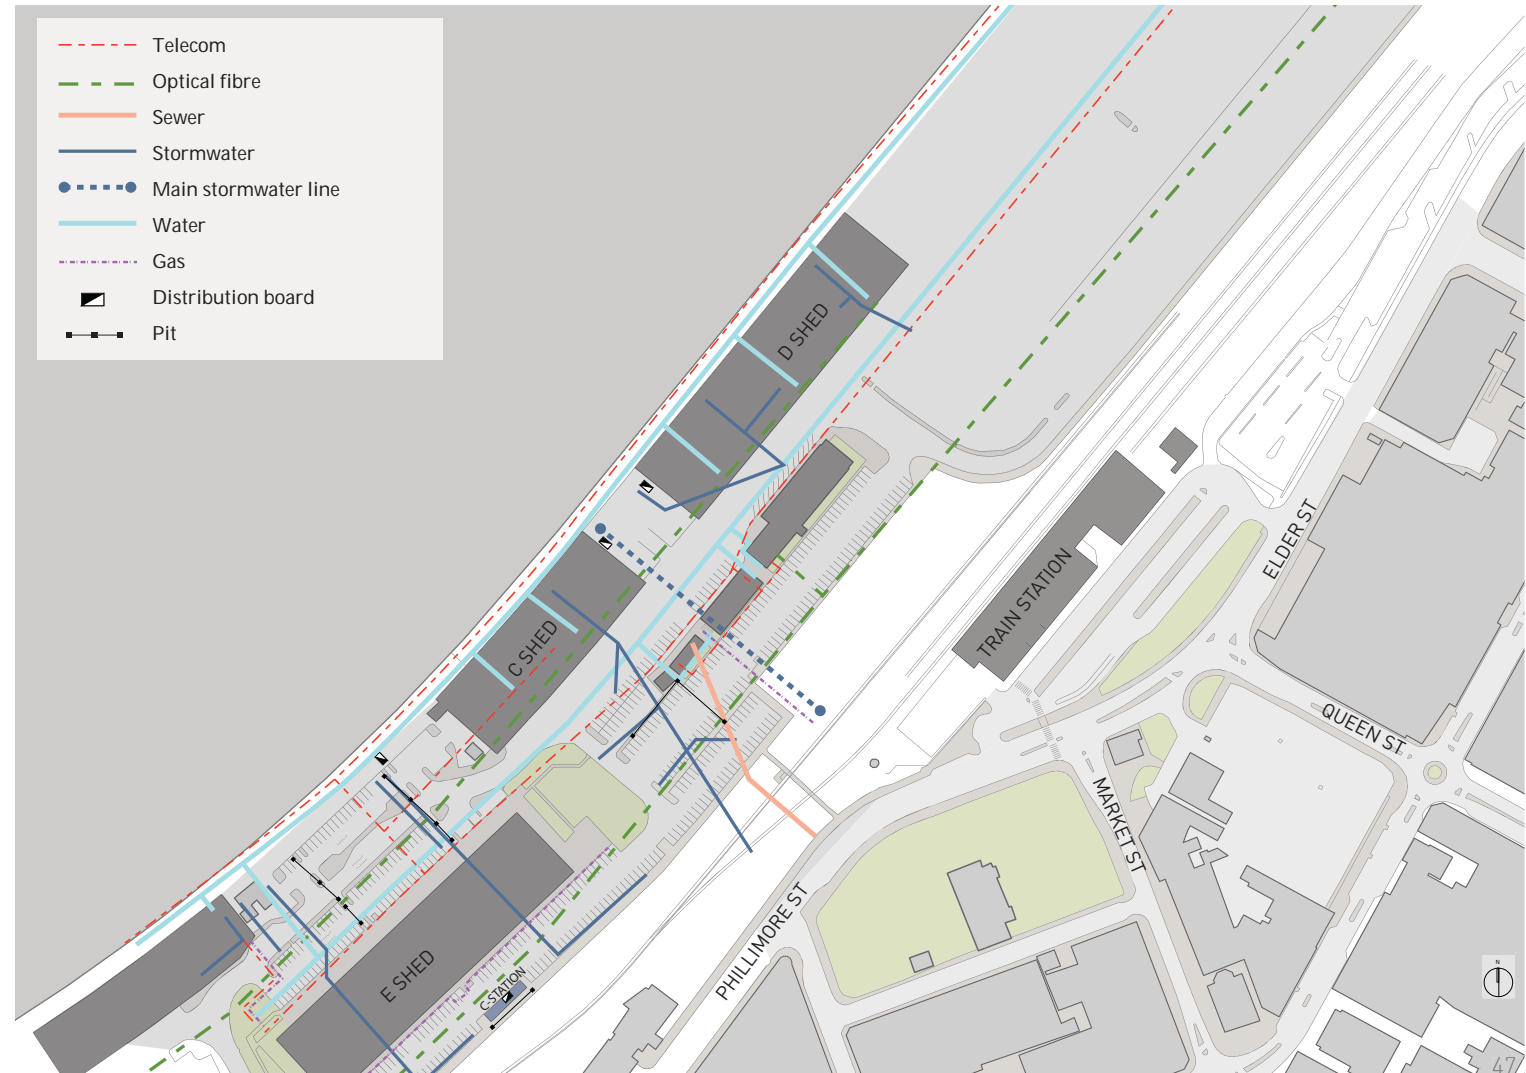 Telecom
Optical fibre
Sewer
Stormwater
Main stormwater line
Water
Gas
Distribution board
Pit
D SHED
C SHED
E SHED
C-STATION
TRAIN STATION
ELDER ST
QUEEN ST
MARKET ST
PHILLIMORE ST
N
47